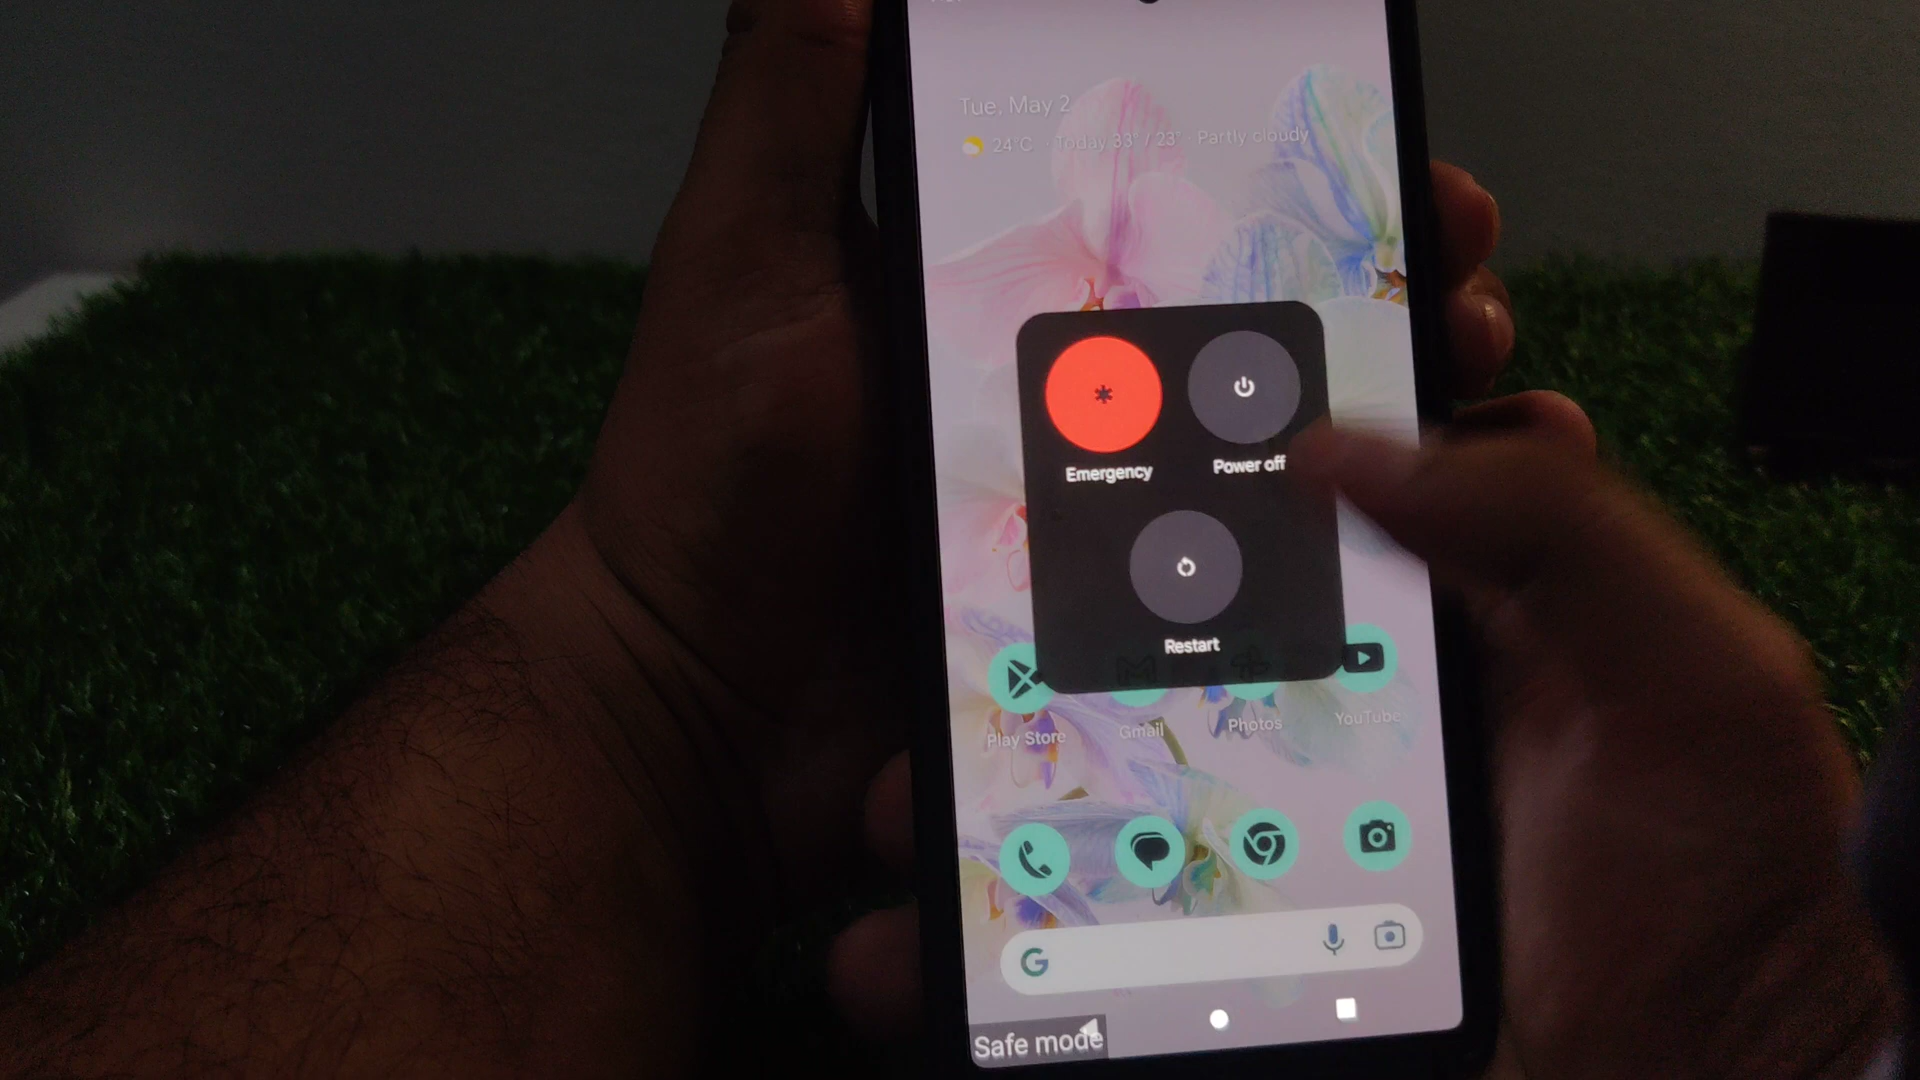 Tue, May 2
24°C · Today 33° / 23° · Partly cloudy
Emergency
Power off
Restart
Play Store
Gmail
Photos
YouTube
G
Safe mode